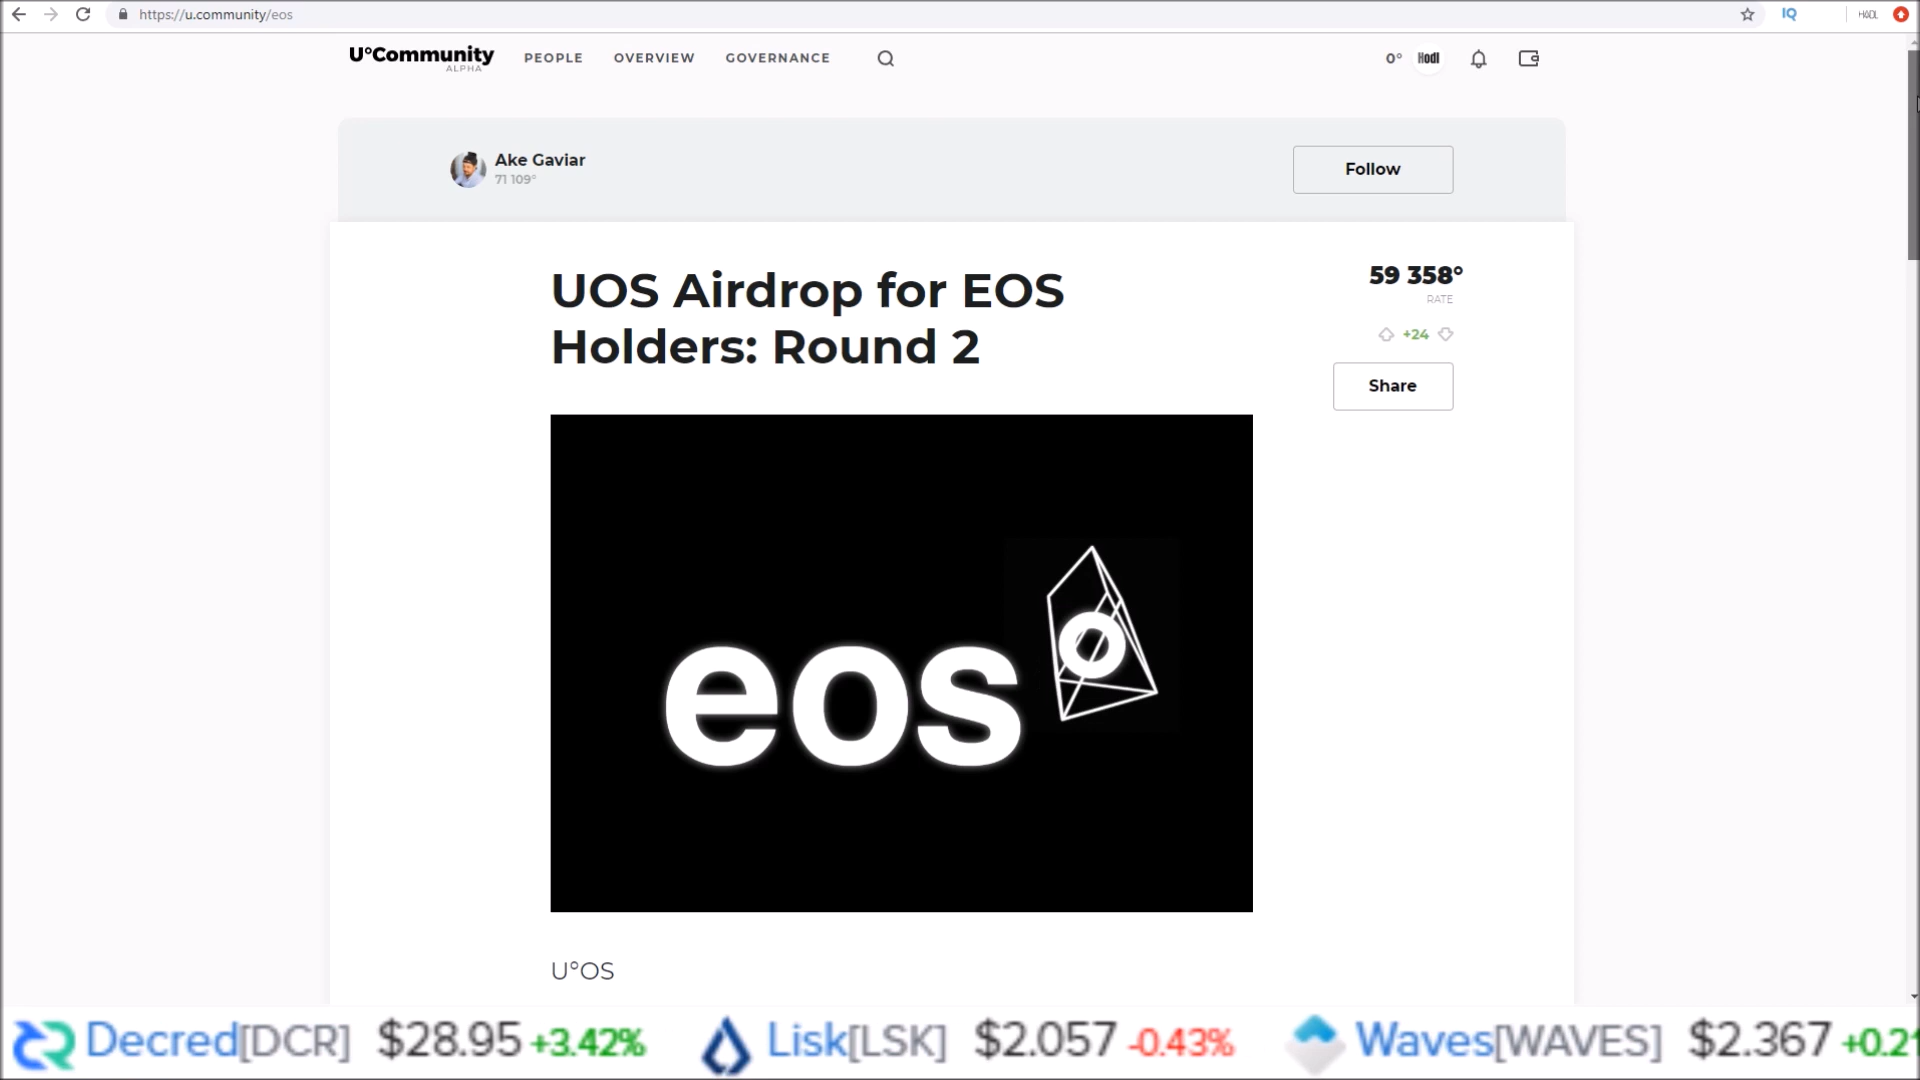 https://u.community/eos
IQ
HODL
U°Community
ALPHA
PEOPLE
OVERVIEW
GOVERNANCE
0°
Hodl
Ake Gaviar
71 109°
Follow
UOS Airdrop for EOS
Holders: Round 2
59 358°
RATE
+24
Share
eos
U°OS
Decred[DCR] $28.95 +3.42% Lisk[LSK] $2.057 -0.43% Waves[WAVES] $2.367